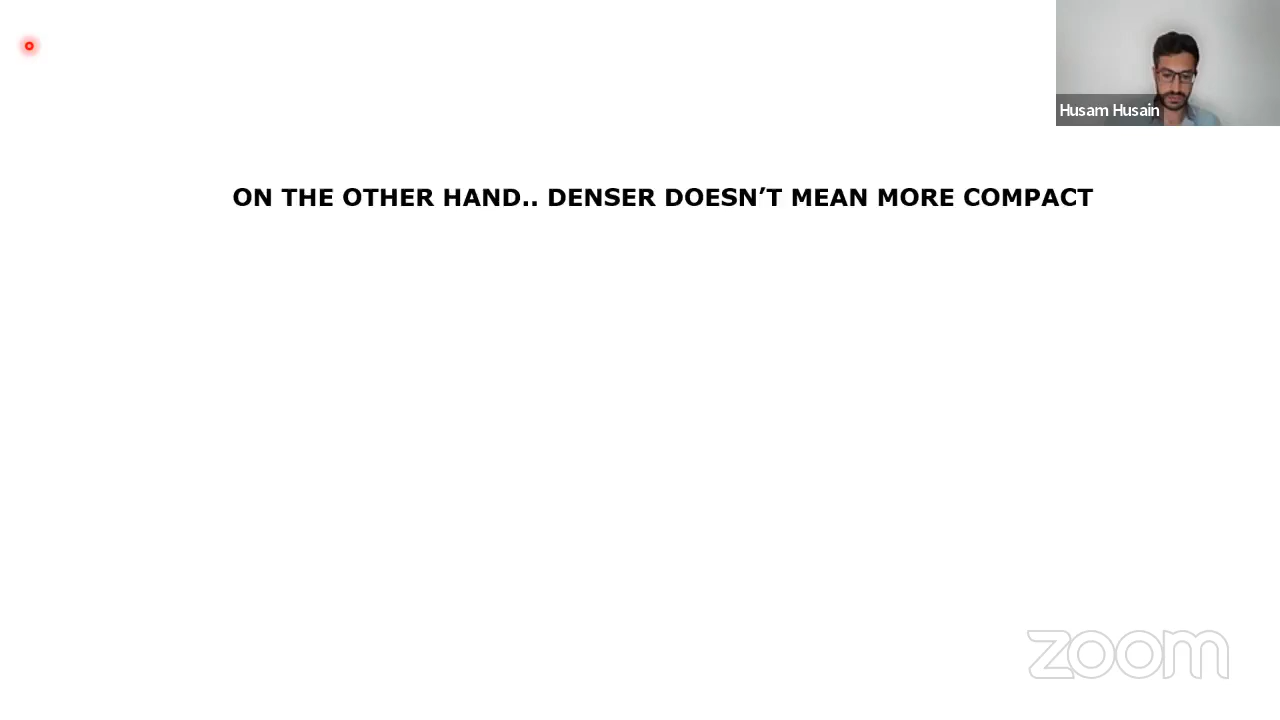 Husam Husain
ON THE OTHER HAND.. DENSER DOESN’T MEAN MORE COMPACT
zoom